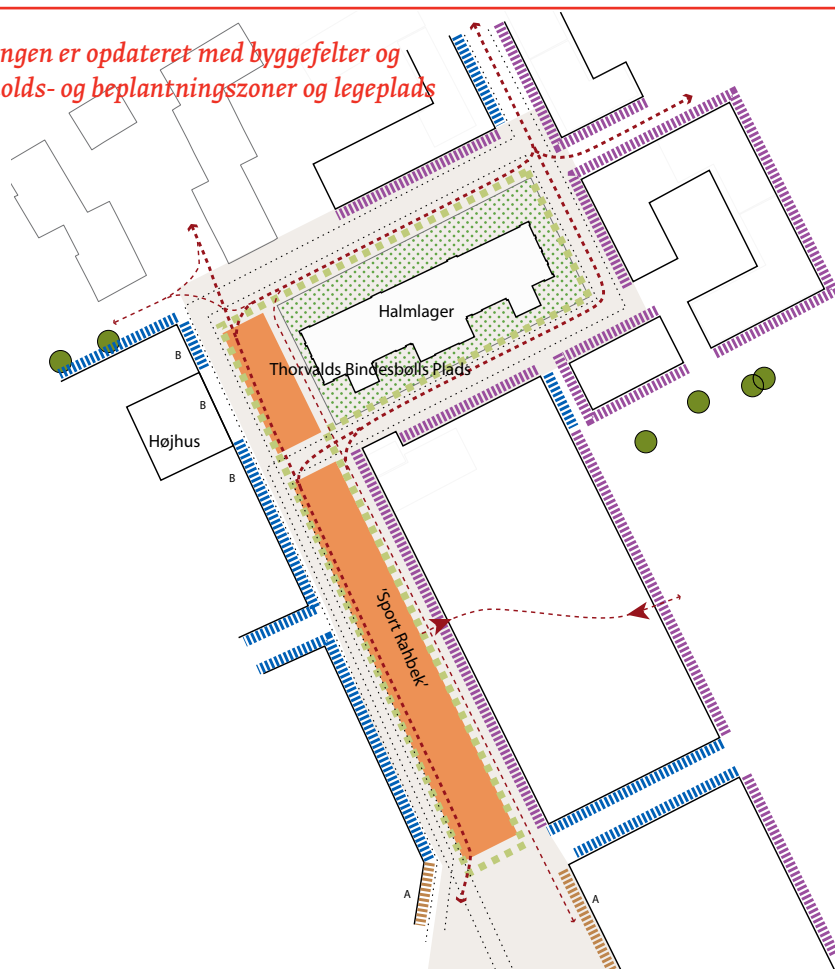 ngen er opdateret med byggefelter og
olds- og beplantningszoner og legeplads
Halmlager
Thorvalds Bindesbølls Plads
B
B
Højhus
B
'Sport Rahbek'
A
A